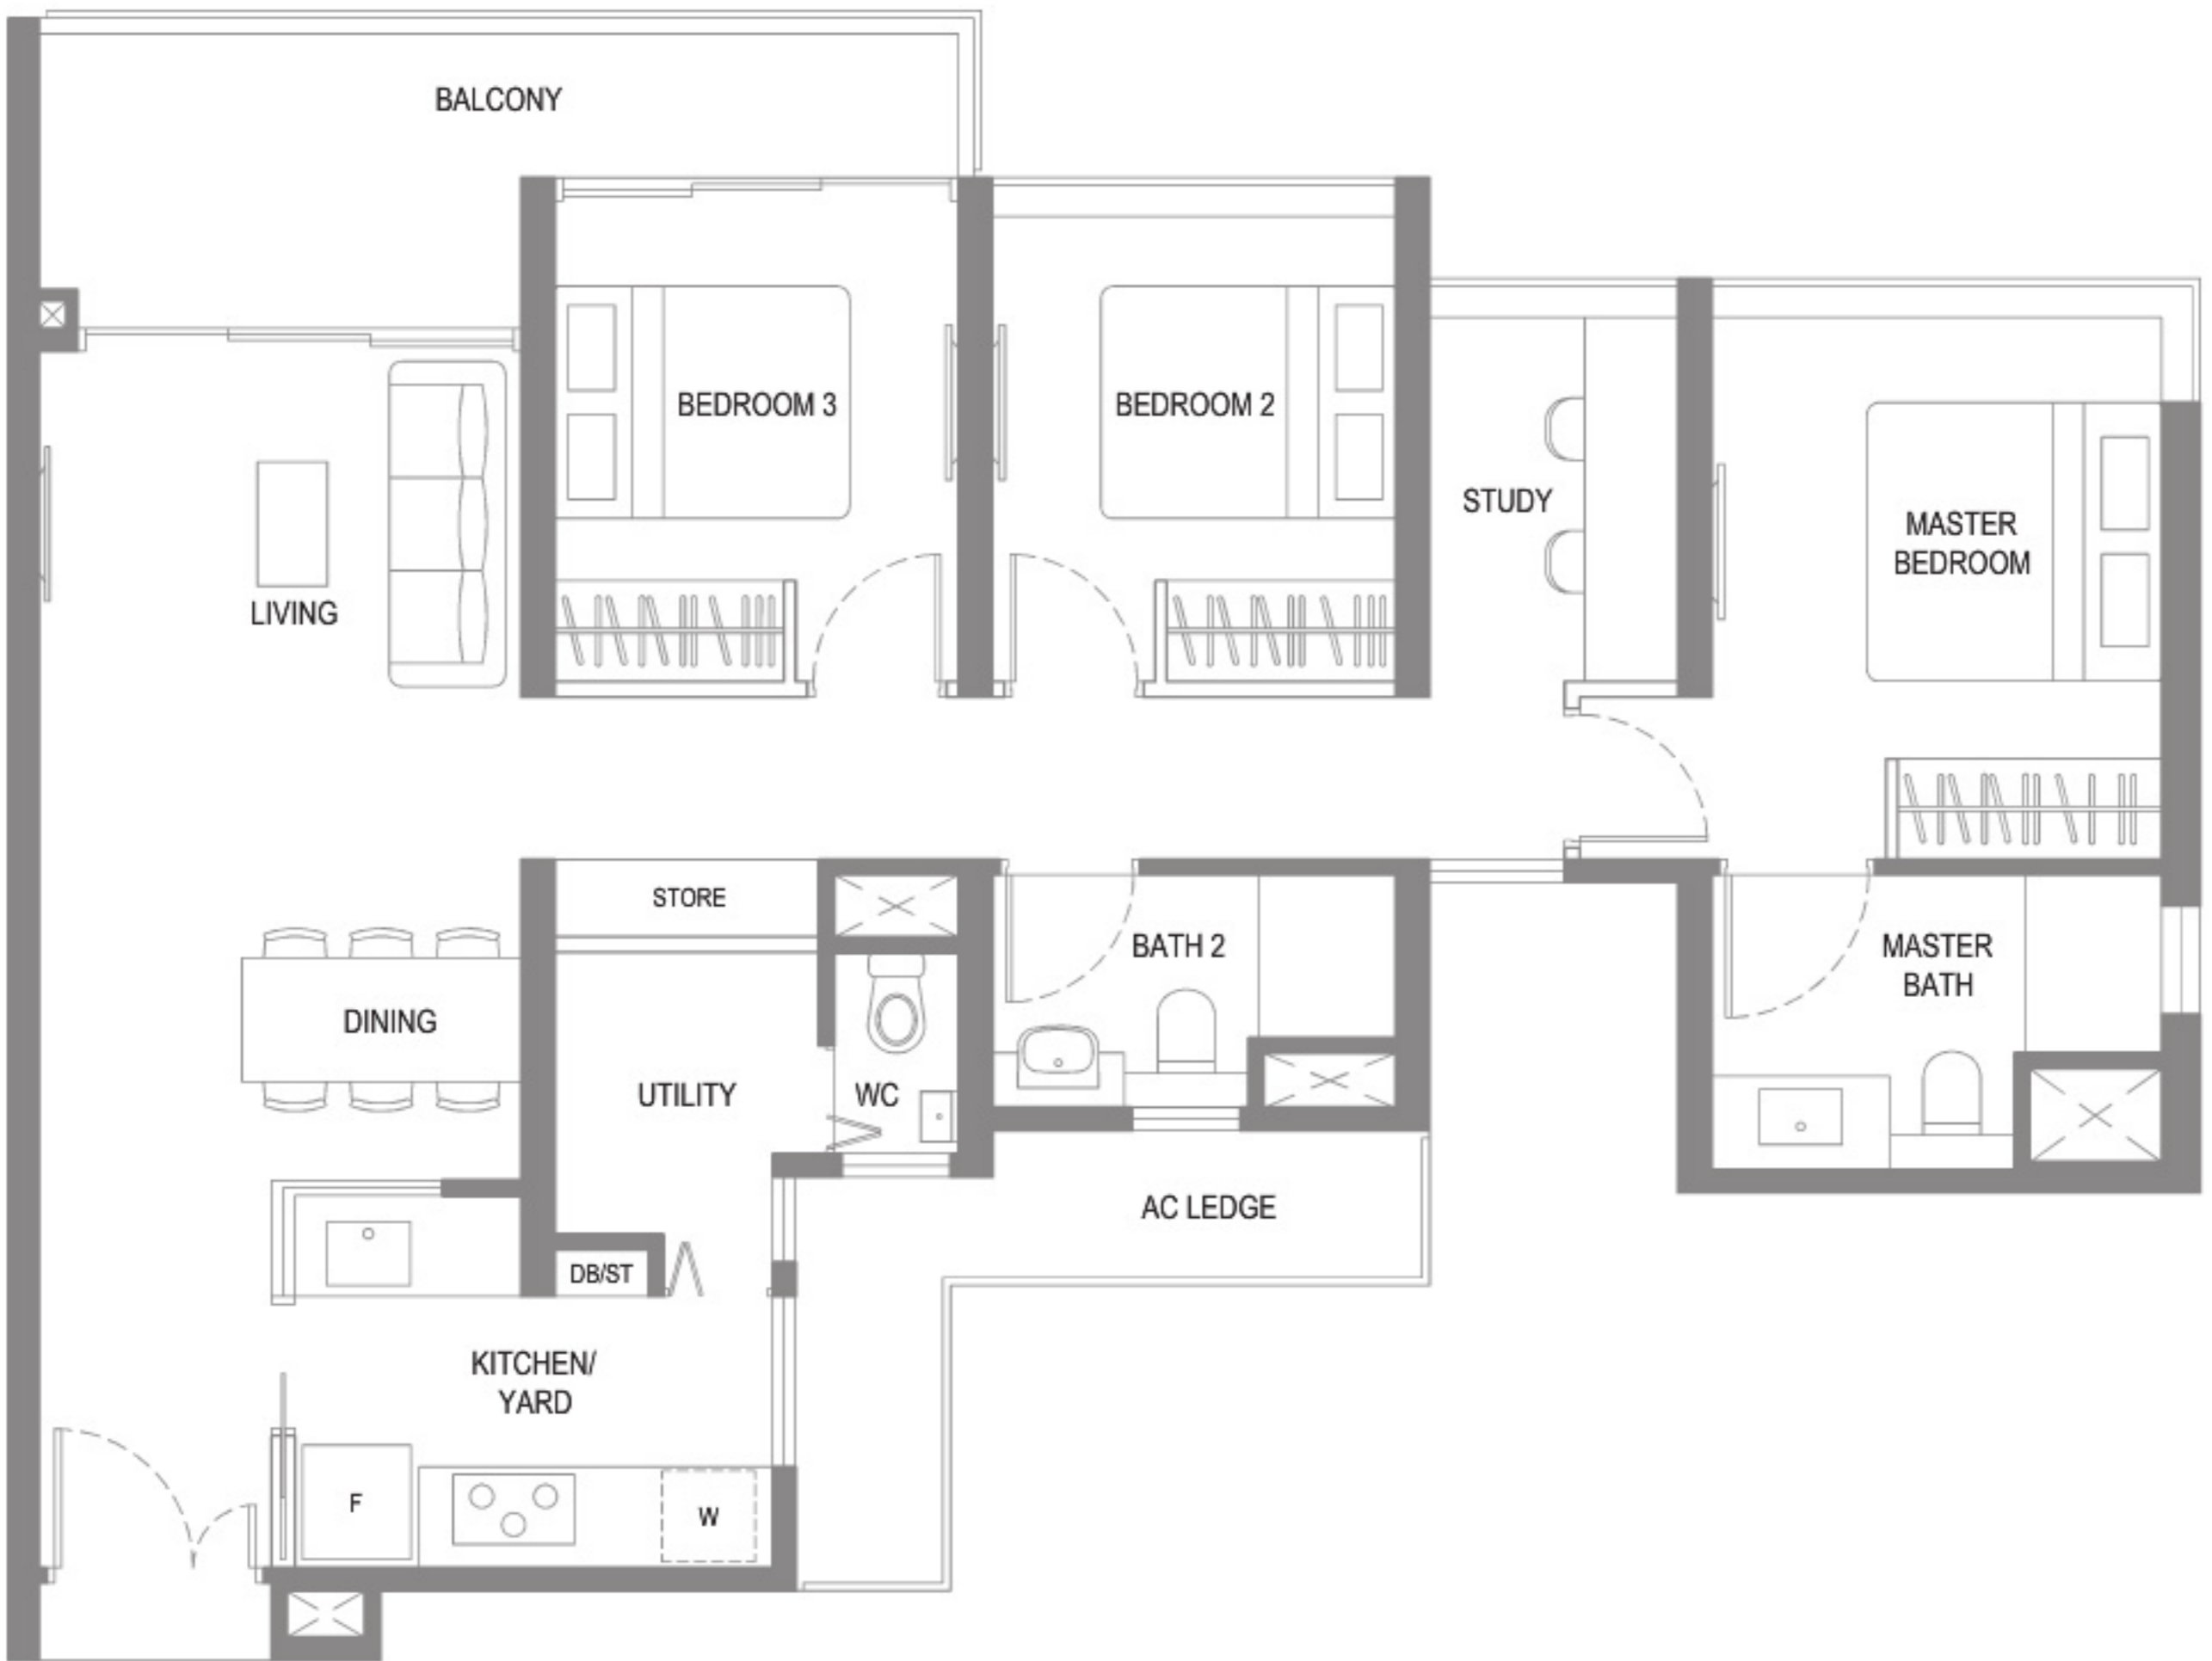 BALCONY
BEDROOM 3
BEDROOM 2
STUDY
MASTER
BEDROOM
LIVING
STORE
BATH 2
MASTER
BATH
DINING
UTILITY
WC
AC LEDGE
DB/ST
KITCHEN/
YARD
F
W